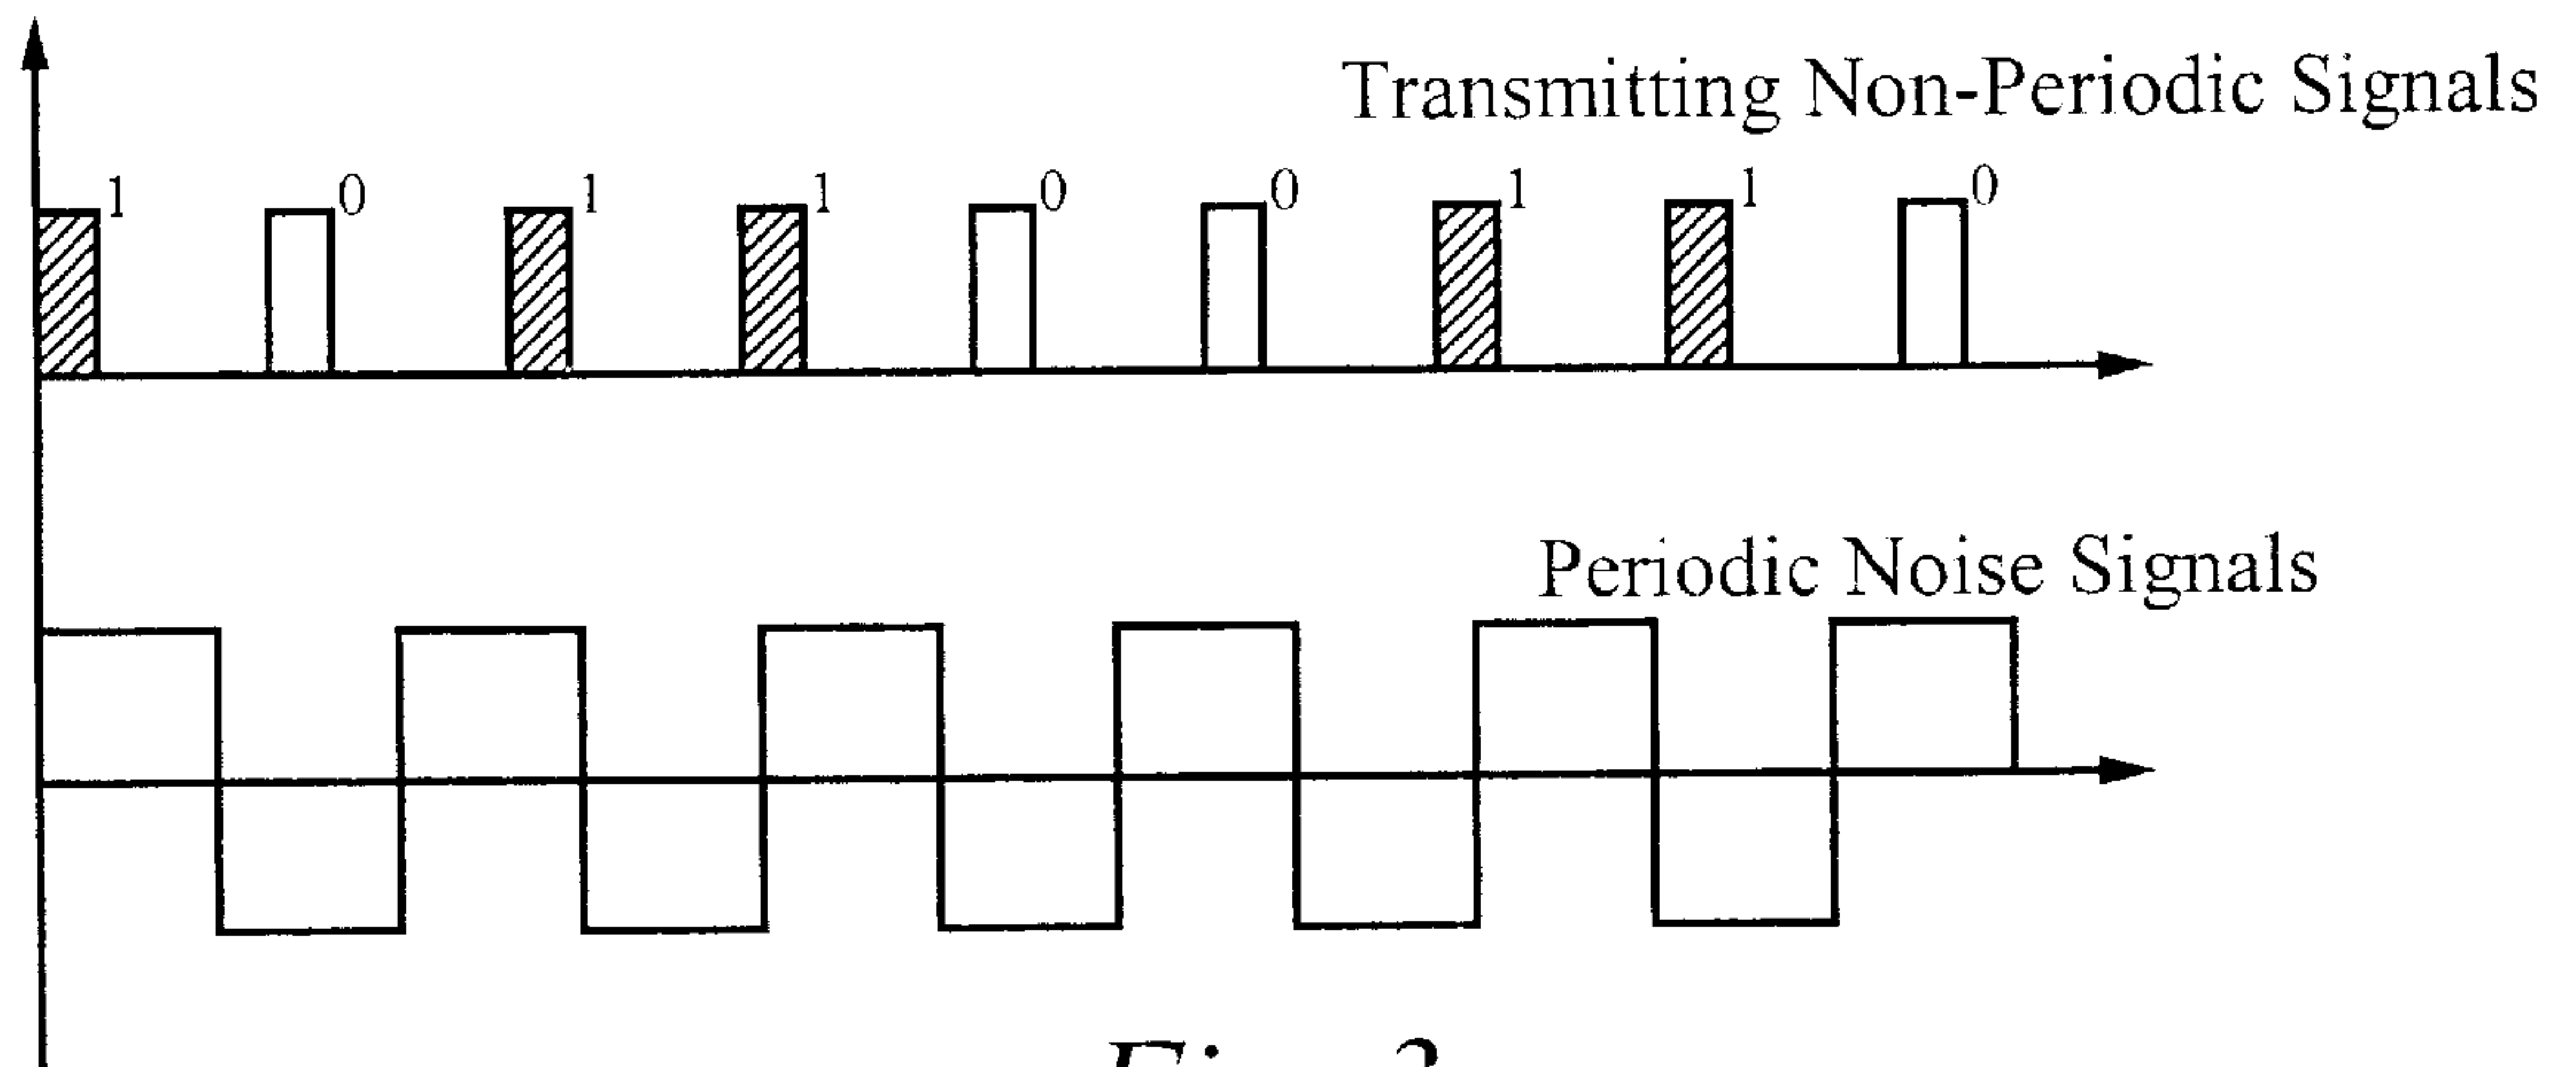 Transmitting Non-Periodic Signals
1 0 1 1 0 0 1 1 0
Periodic Noise Signals